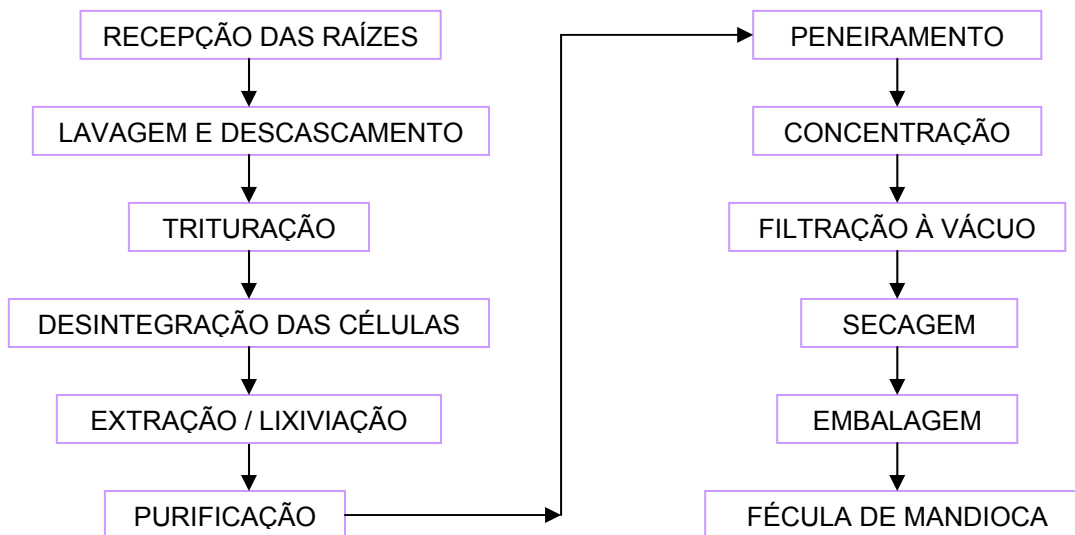 RECEPÇÃO DAS RAÍZES
LAVAGEM E DESCASCAMENTO
TRITURAÇÃO
DESINTEGRAÇÃO DAS CÉLULAS
EXTRAÇÃO / LIXIVIAÇÃO
PURIFICAÇÃO
PENEIRAMENTO
CONCENTRAÇÃO
FILTRAÇÃO À VÁCUO
SECAGEM
EMBALAGEM
FÉCULA DE MANDIOCA